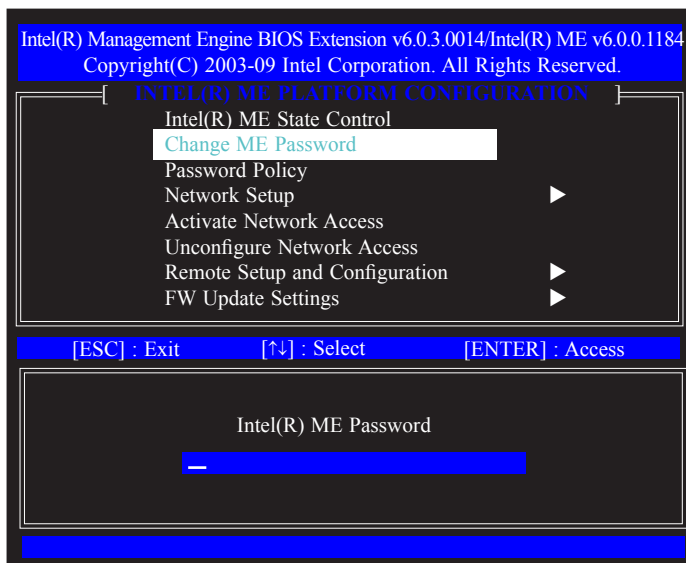 Intel(R) Management Engine BIOS Extension v6.0.3.0014/Intel(R) ME v6.0.0.1184
Copyright(C) 2003-09 Intel Corporation. All Rights Reserved.
[ INTEL(R) ME PLATFORM CONFIGURATION ]
Intel(R) ME State Control
Change ME Password
Password Policy
Network Setup ▶
Activate Network Access
Unconfigure Network Access
Remote Setup and Configuration ▶
FW Update Settings ▶
[ESC] : Exit [↑↓] : Select [ENTER] : Access
Intel(R) ME Password